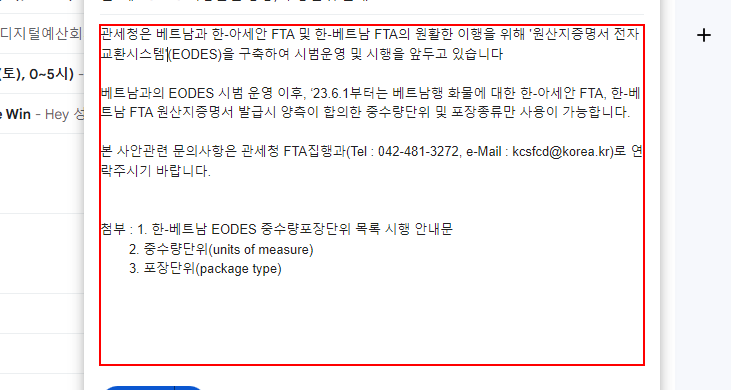 디지털예산회
(토), 0~5시) -
e Win - Hey 성
관세청은 베트남과 한-아세안 FTA 및 한-베트남 FTA의 원활한 이행을 위해 '원산지증명서 전자
교환시스템'(EODES)을 구축하여 시범운영 및 시행을 앞두고 있습니다
베트남과의 EODES 시범 운영 이후, '23.6.1부터는 베트남행 화물에 대한 한-아세안 FTA, 한-베
트남 FTA 원산지증명서 발급시 양측이 합의한 중수량단위 및 포장종류만 사용이 가능합니다.
본 사안관련 문의사항은 관세청 FTA집행과(Tel : 042-481-3272, e-Mail : kcsfcd@korea.kr)로 연
락주시기 바랍니다.
첨부 : 1. 한-베트남 EODES 중수량포장단위 목록 시행 안내문
2. 중수량단위(units of measure)
3. 포장단위(package type)